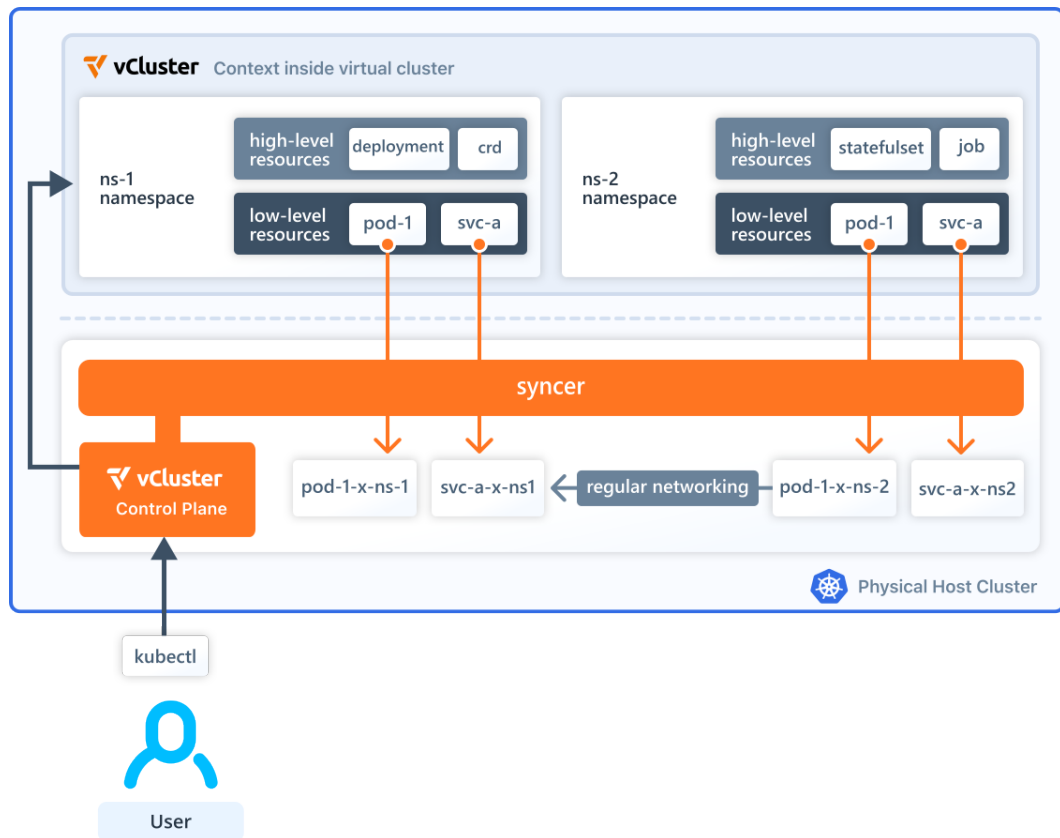 vCluster Context inside virtual cluster
ns-1
namespace
high-level
resources
deployment
crd
low-level
resources
pod-1
svc-a
ns-2
namespace
high-level
resources
statefulset
job
low-level
resources
pod-1
svc-a
syncer
vCluster
Control Plane
pod-1-x-ns-1
svc-a-x-ns1
regular networking
pod-1-x-ns-2
svc-a-x-ns2
Physical Host Cluster
kubectl
User